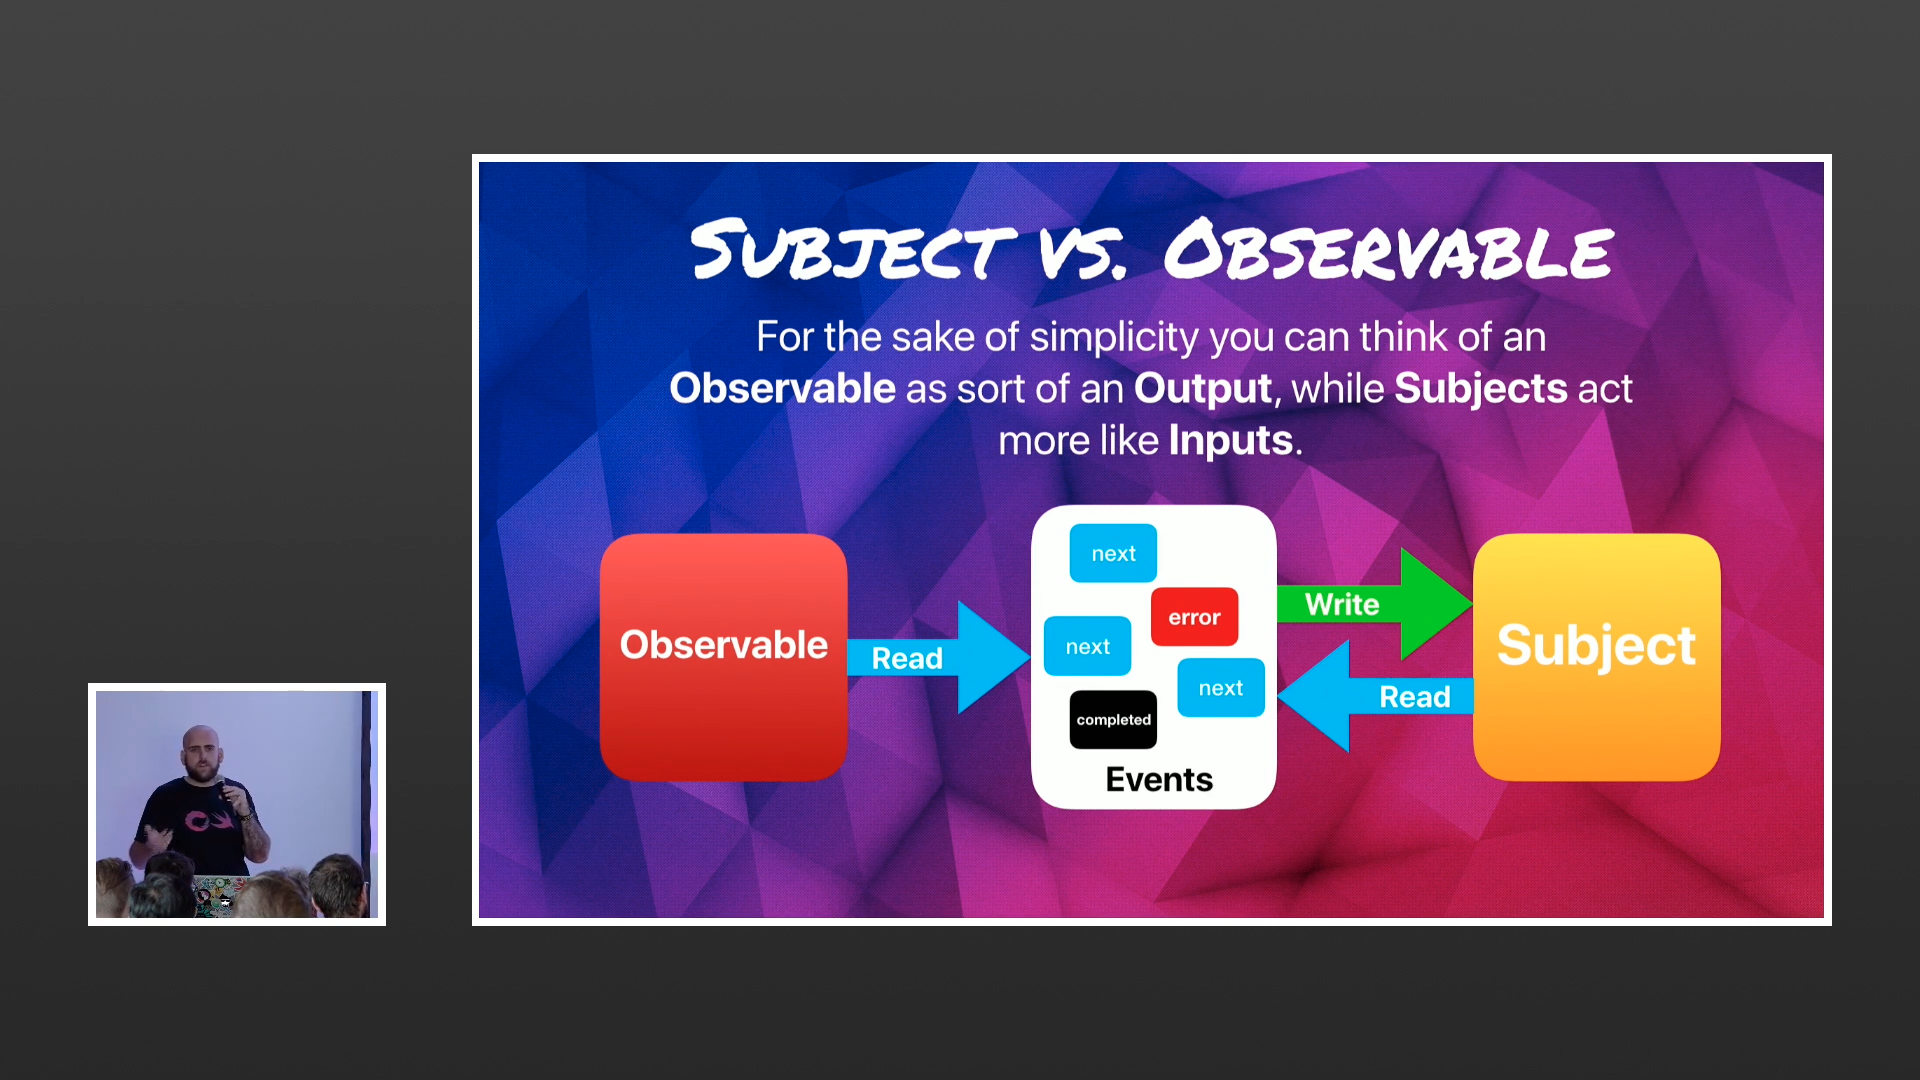 SUBJECT VS. OBSERVABLE
For the sake of simplicity you can think of an
Observable as sort of an Output, while Subjects act
more like Inputs.
Observable
Read
next
error
next
next
completed
Events
Write
Read
Subject